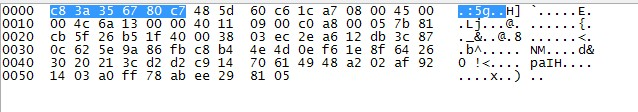 0000 c8 3a 35 67 80 c7 48 5d 60 6c 1c a7 08 00 45 00 .:5g..H] `.....E.
0010 00 4c 6a 13 00 00 40 11 09 00 c0 a8 00 05 7b 81 .Lj...@. ......{.
0020 cb 5f 26 b5 1f 40 00 38 03 60 ec 2e a6 12 db 3c 87 ._&..@.8 ......<.
0030 0c 62 5e 9a 86 fb c8 b4 4e 4d 0e f6 1e 8f 64 26 .b^..... NM....d&
0040 30 20 21 3c d2 d2 c9 14 70 61 49 48 a2 02 af 92 0 !<.... paIH....
0050 14 03 a0 ff 78 ab ee 29 81 05 ....x..) ..